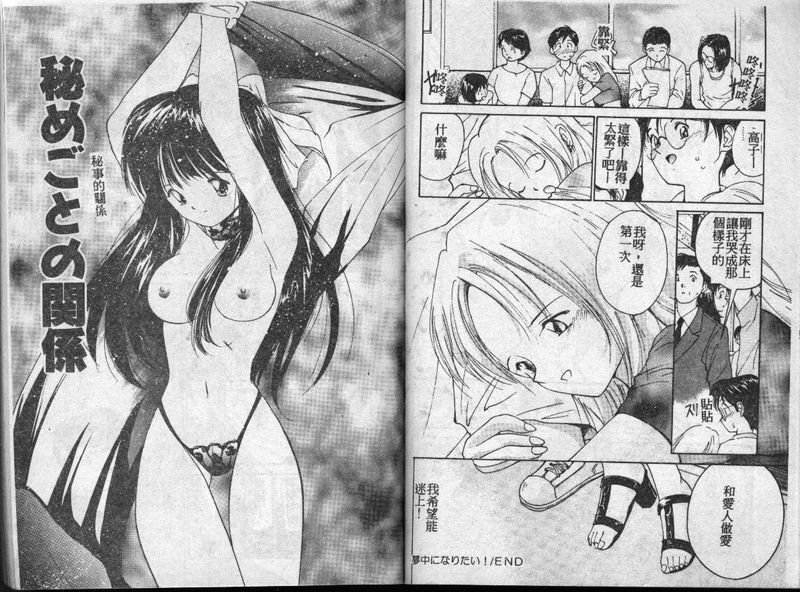 靠緊
咚咚
咚咚咚咚
高子——
這樣靠得
太緊了吧—
什麼嘛
剛才在床上
讓我哭成那
個樣子的
我呀，還是
第一次
貼貼
和愛人做愛
我希望能
迷上！
夢中になりたい！/END
秘めごとの関係
秘事的關係